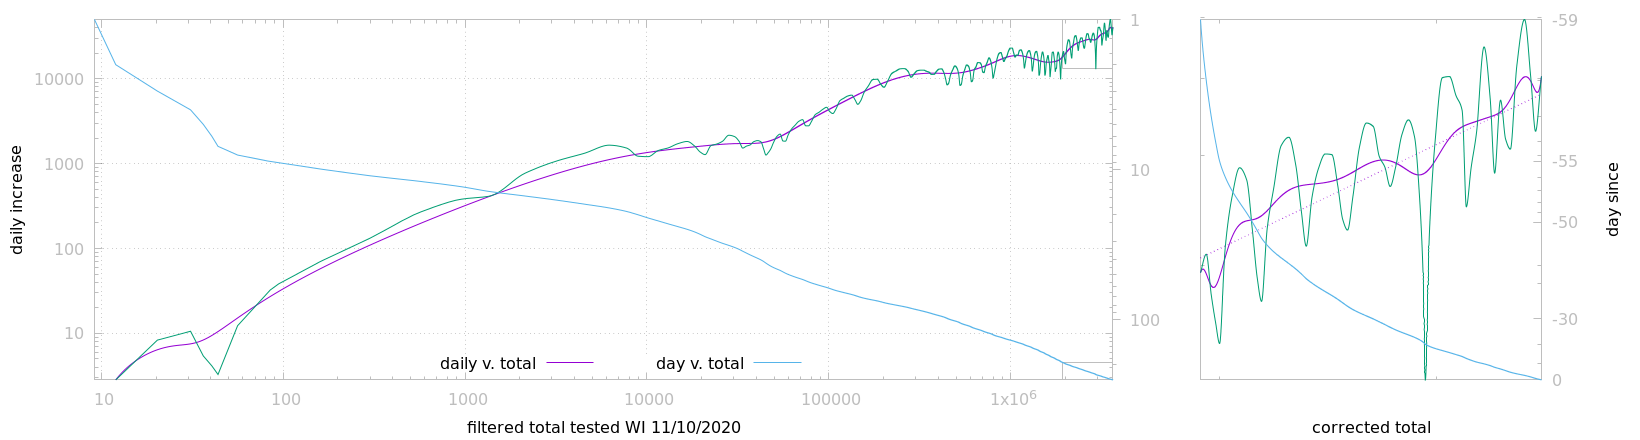 10000
1000
100
10
daily increase
10
100
1000
10000
100000
1x10^6
filtered total tested WI 11/10/2020
daily v. total
day v. total
1
10
100
-59
-55
-50
-30
0
day since
corrected total